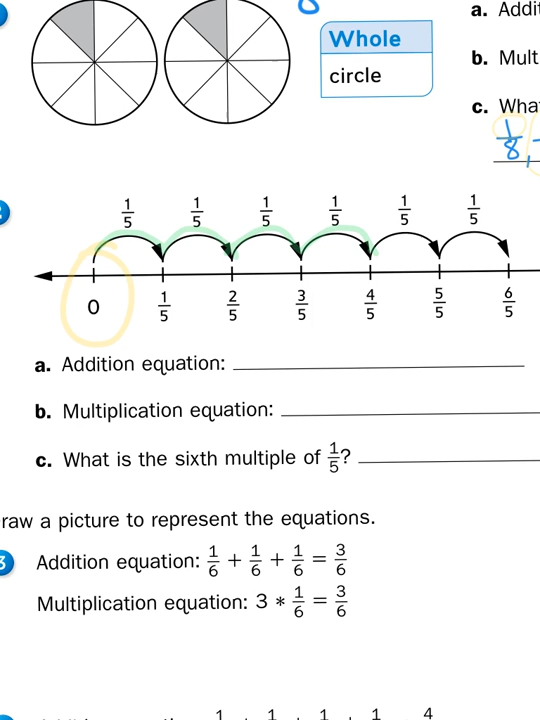 a. Addi
Whole
b. Mult
circle
c. Wha
1/8,
1/5 1/5 1/5 1/5 1/5 1/5
0 1/5 2/5 3/5 4/5 5/5 6/5
a. Addition equation:
b. Multiplication equation:
c. What is the sixth multiple of 1/5?
raw a picture to represent the equations.
3 Addition equation: 1/6 + 1/6 + 1/6 = 3/6
Multiplication equation: 3 * 1/6 = 3/6